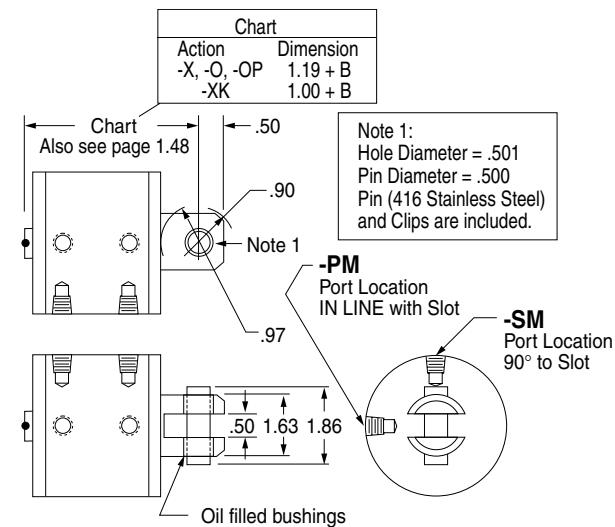 Chart
Action Dimension
-X, -O, -OP 1.19 + B
-XK 1.00 + B
Chart
Also see page 1.48
.50
Note 1:
Hole Diameter = .501
Pin Diameter = .500
Pin (416 Stainless Steel)
and Clips are included.
.90
Note 1
-PM
Port Location
IN LINE with Slot
-SM
Port Location
90° to Slot
.97
.50 1.63 1.86
Oil filled bushings